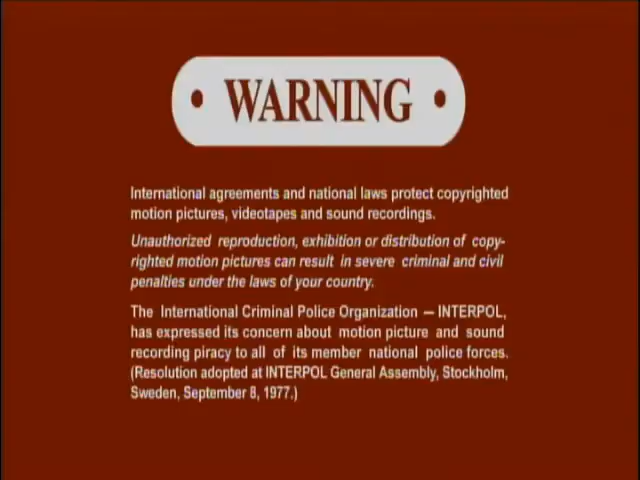 WARNING
International agreements and national laws protect copyrighted
motion pictures, videotapes and sound recordings.
Unauthorized reproduction, exhibition or distribution of copy-
righted motion pictures can result in severe criminal and civil
penalties under the laws of your country.
The International Criminal Police Organization — INTERPOL,
has expressed its concern about motion picture and sound
recording piracy to all of its member national police forces.
(Resolution adopted at INTERPOL General Assembly, Stockholm,
Sweden, September 8, 1977.)